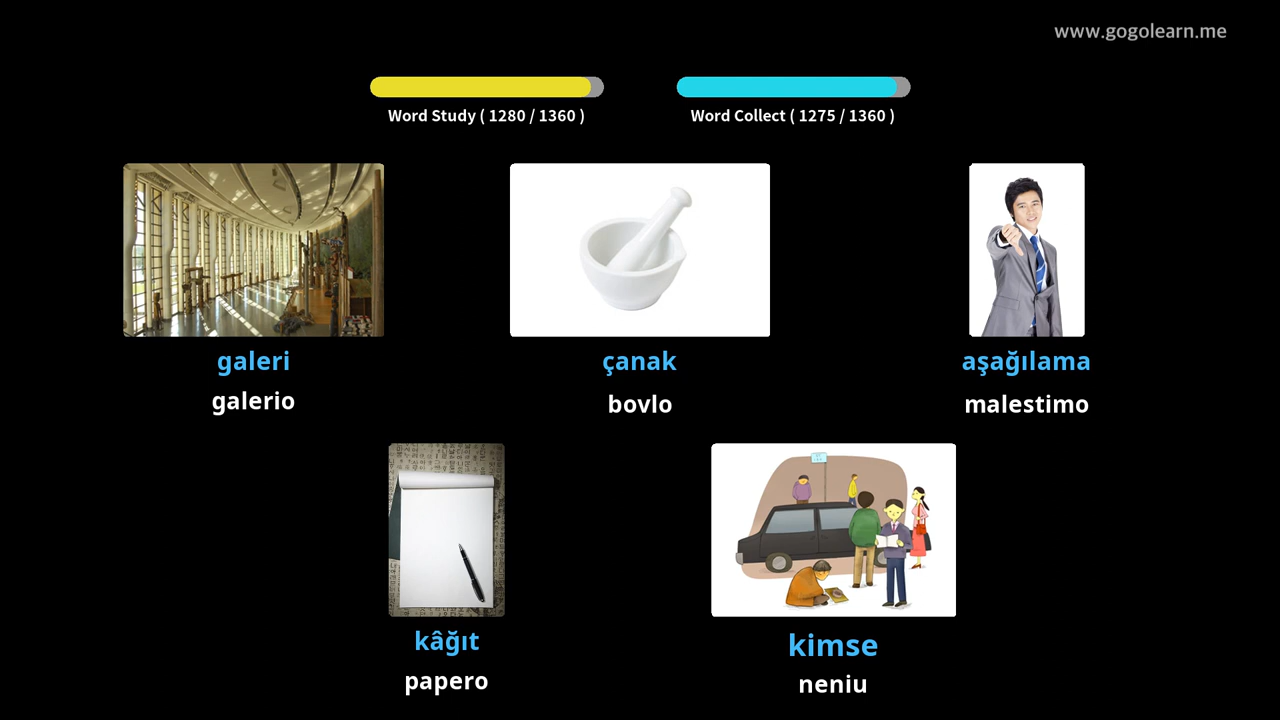 www.gogolearn.me
Word Study ( 1280 / 1360 )
Word Collect ( 1275 / 1360 )
galeri
galerio
çanak
bovlo
aşağılama
malestimo
kâğıt
papero
kimse
neniu